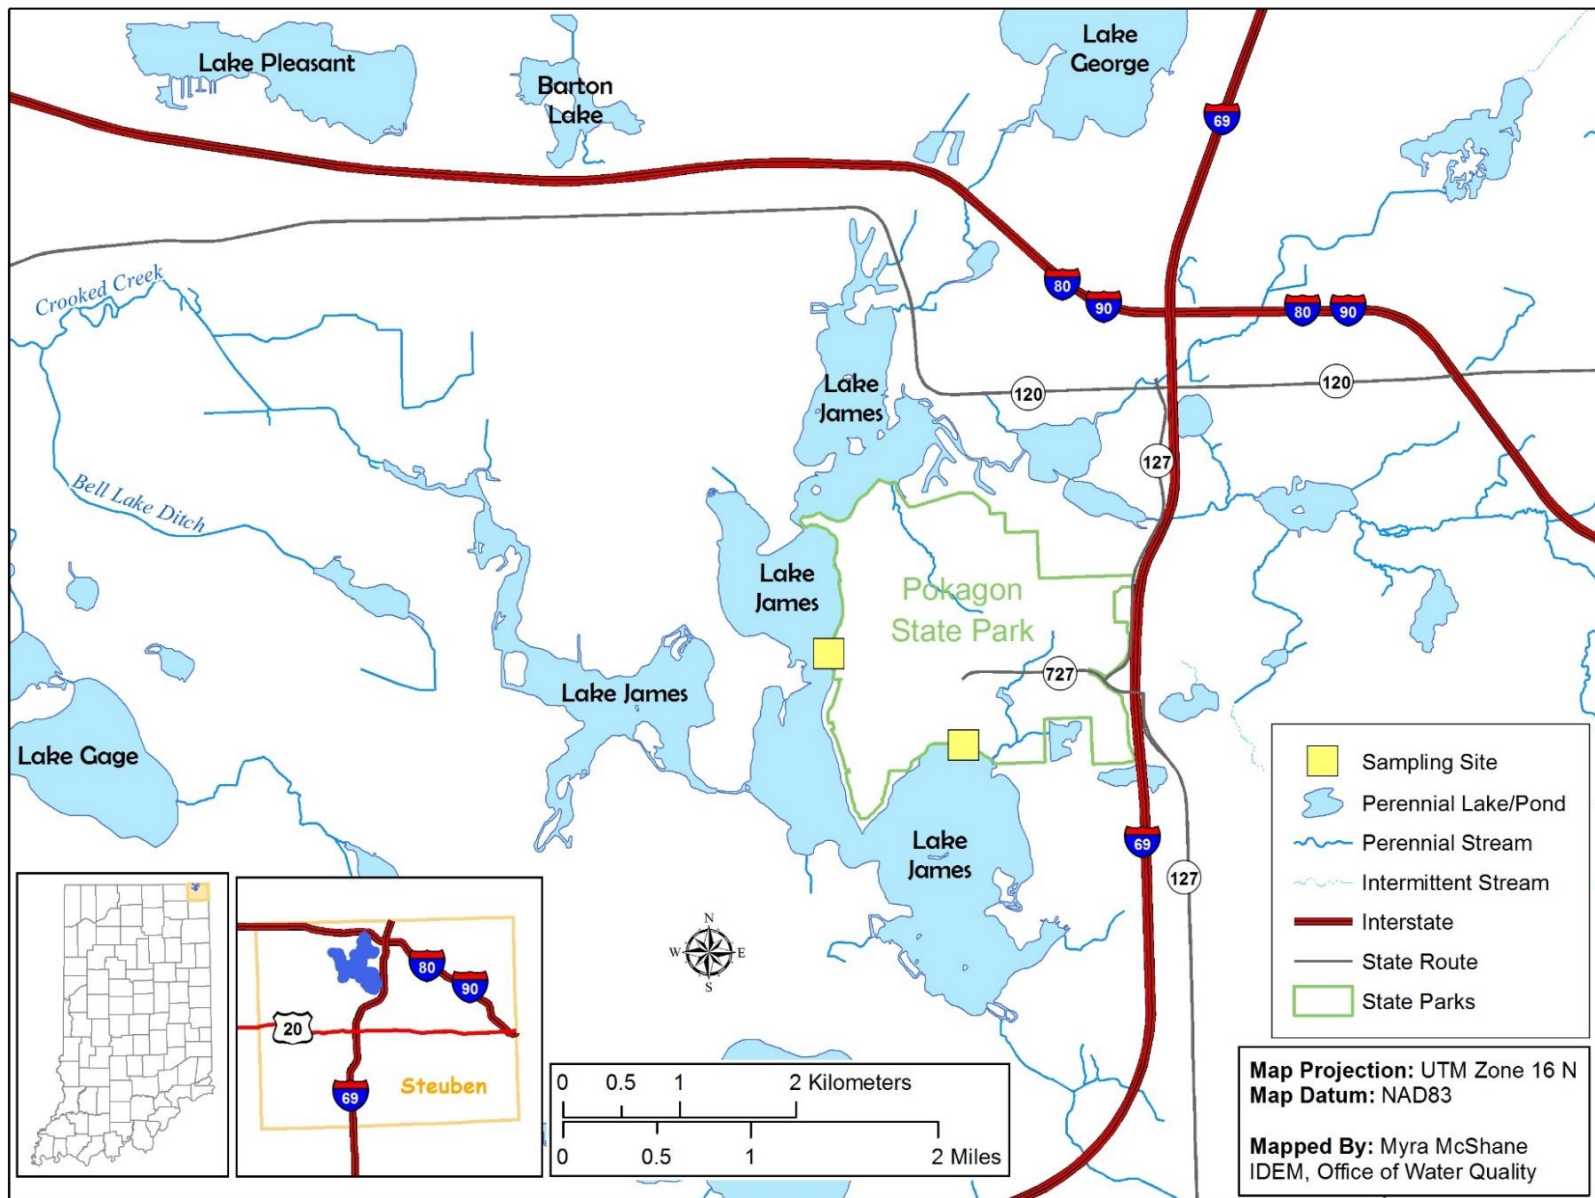 Lake Pleasant
Barton
Lake
Lake
George
69
Crooked Creek
80
90
80
90
Lake
James
120
120
127
Bell Lake Ditch
Lake
James
Pokagon
State Park
727
Lake James
Lake Gage
Lake
James
69
127
Sampling Site
Perennial Lake/Pond
Perennial Stream
Intermittent Stream
Interstate
State Route
State Parks
N
W E
S
80
90
20
69
Steuben
0 0.5 1 2 Kilometers
0 0.5 1 2 Miles
Map Projection: UTM Zone 16 N
Map Datum: NAD83
Mapped By: Myra McShane
IDEM, Office of Water Quality